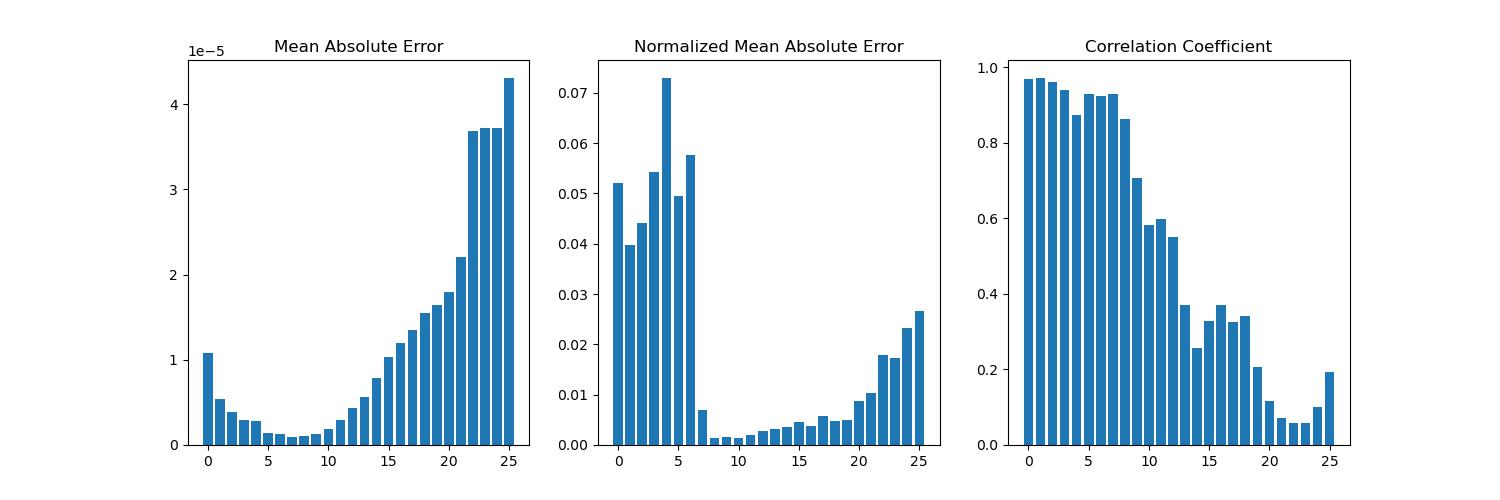 Mean Absolute Error
1e−5
4
3
2
1
0
0 5 10 15 20 25
Normalized Mean Absolute Error
0.07
0.06
0.05
0.04
0.03
0.02
0.01
0.00
0 5 10 15 20 25
Correlation Coefficient
1.0
0.8
0.6
0.4
0.2
0.0
0 5 10 15 20 25